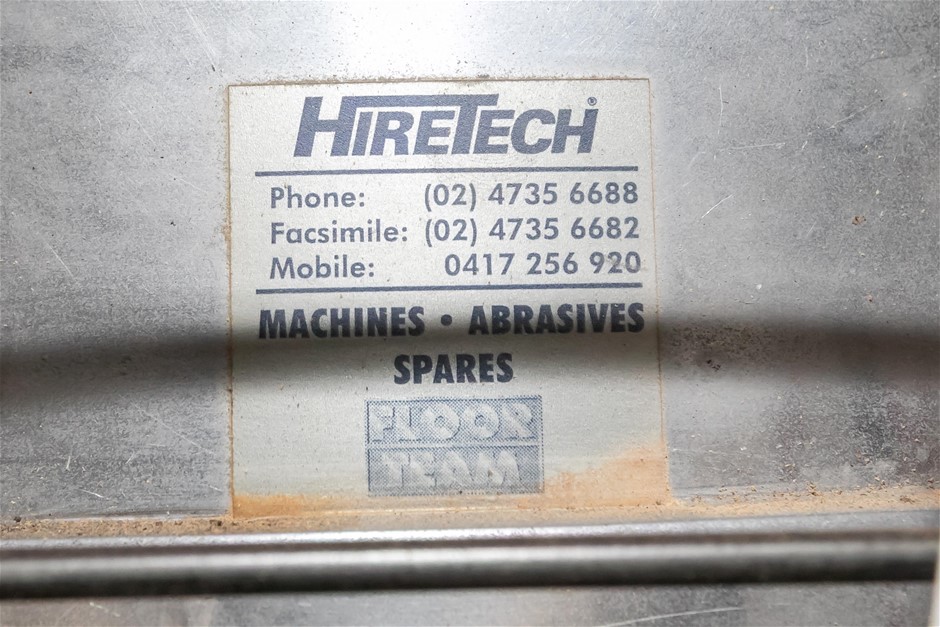 HIRETECH®
Phone: (02) 4735 6688
Facsimile: (02) 4735 6682
Mobile: 0417 256 920
MACHINES • ABRASIVES
SPARES
FLOOR
TEAM